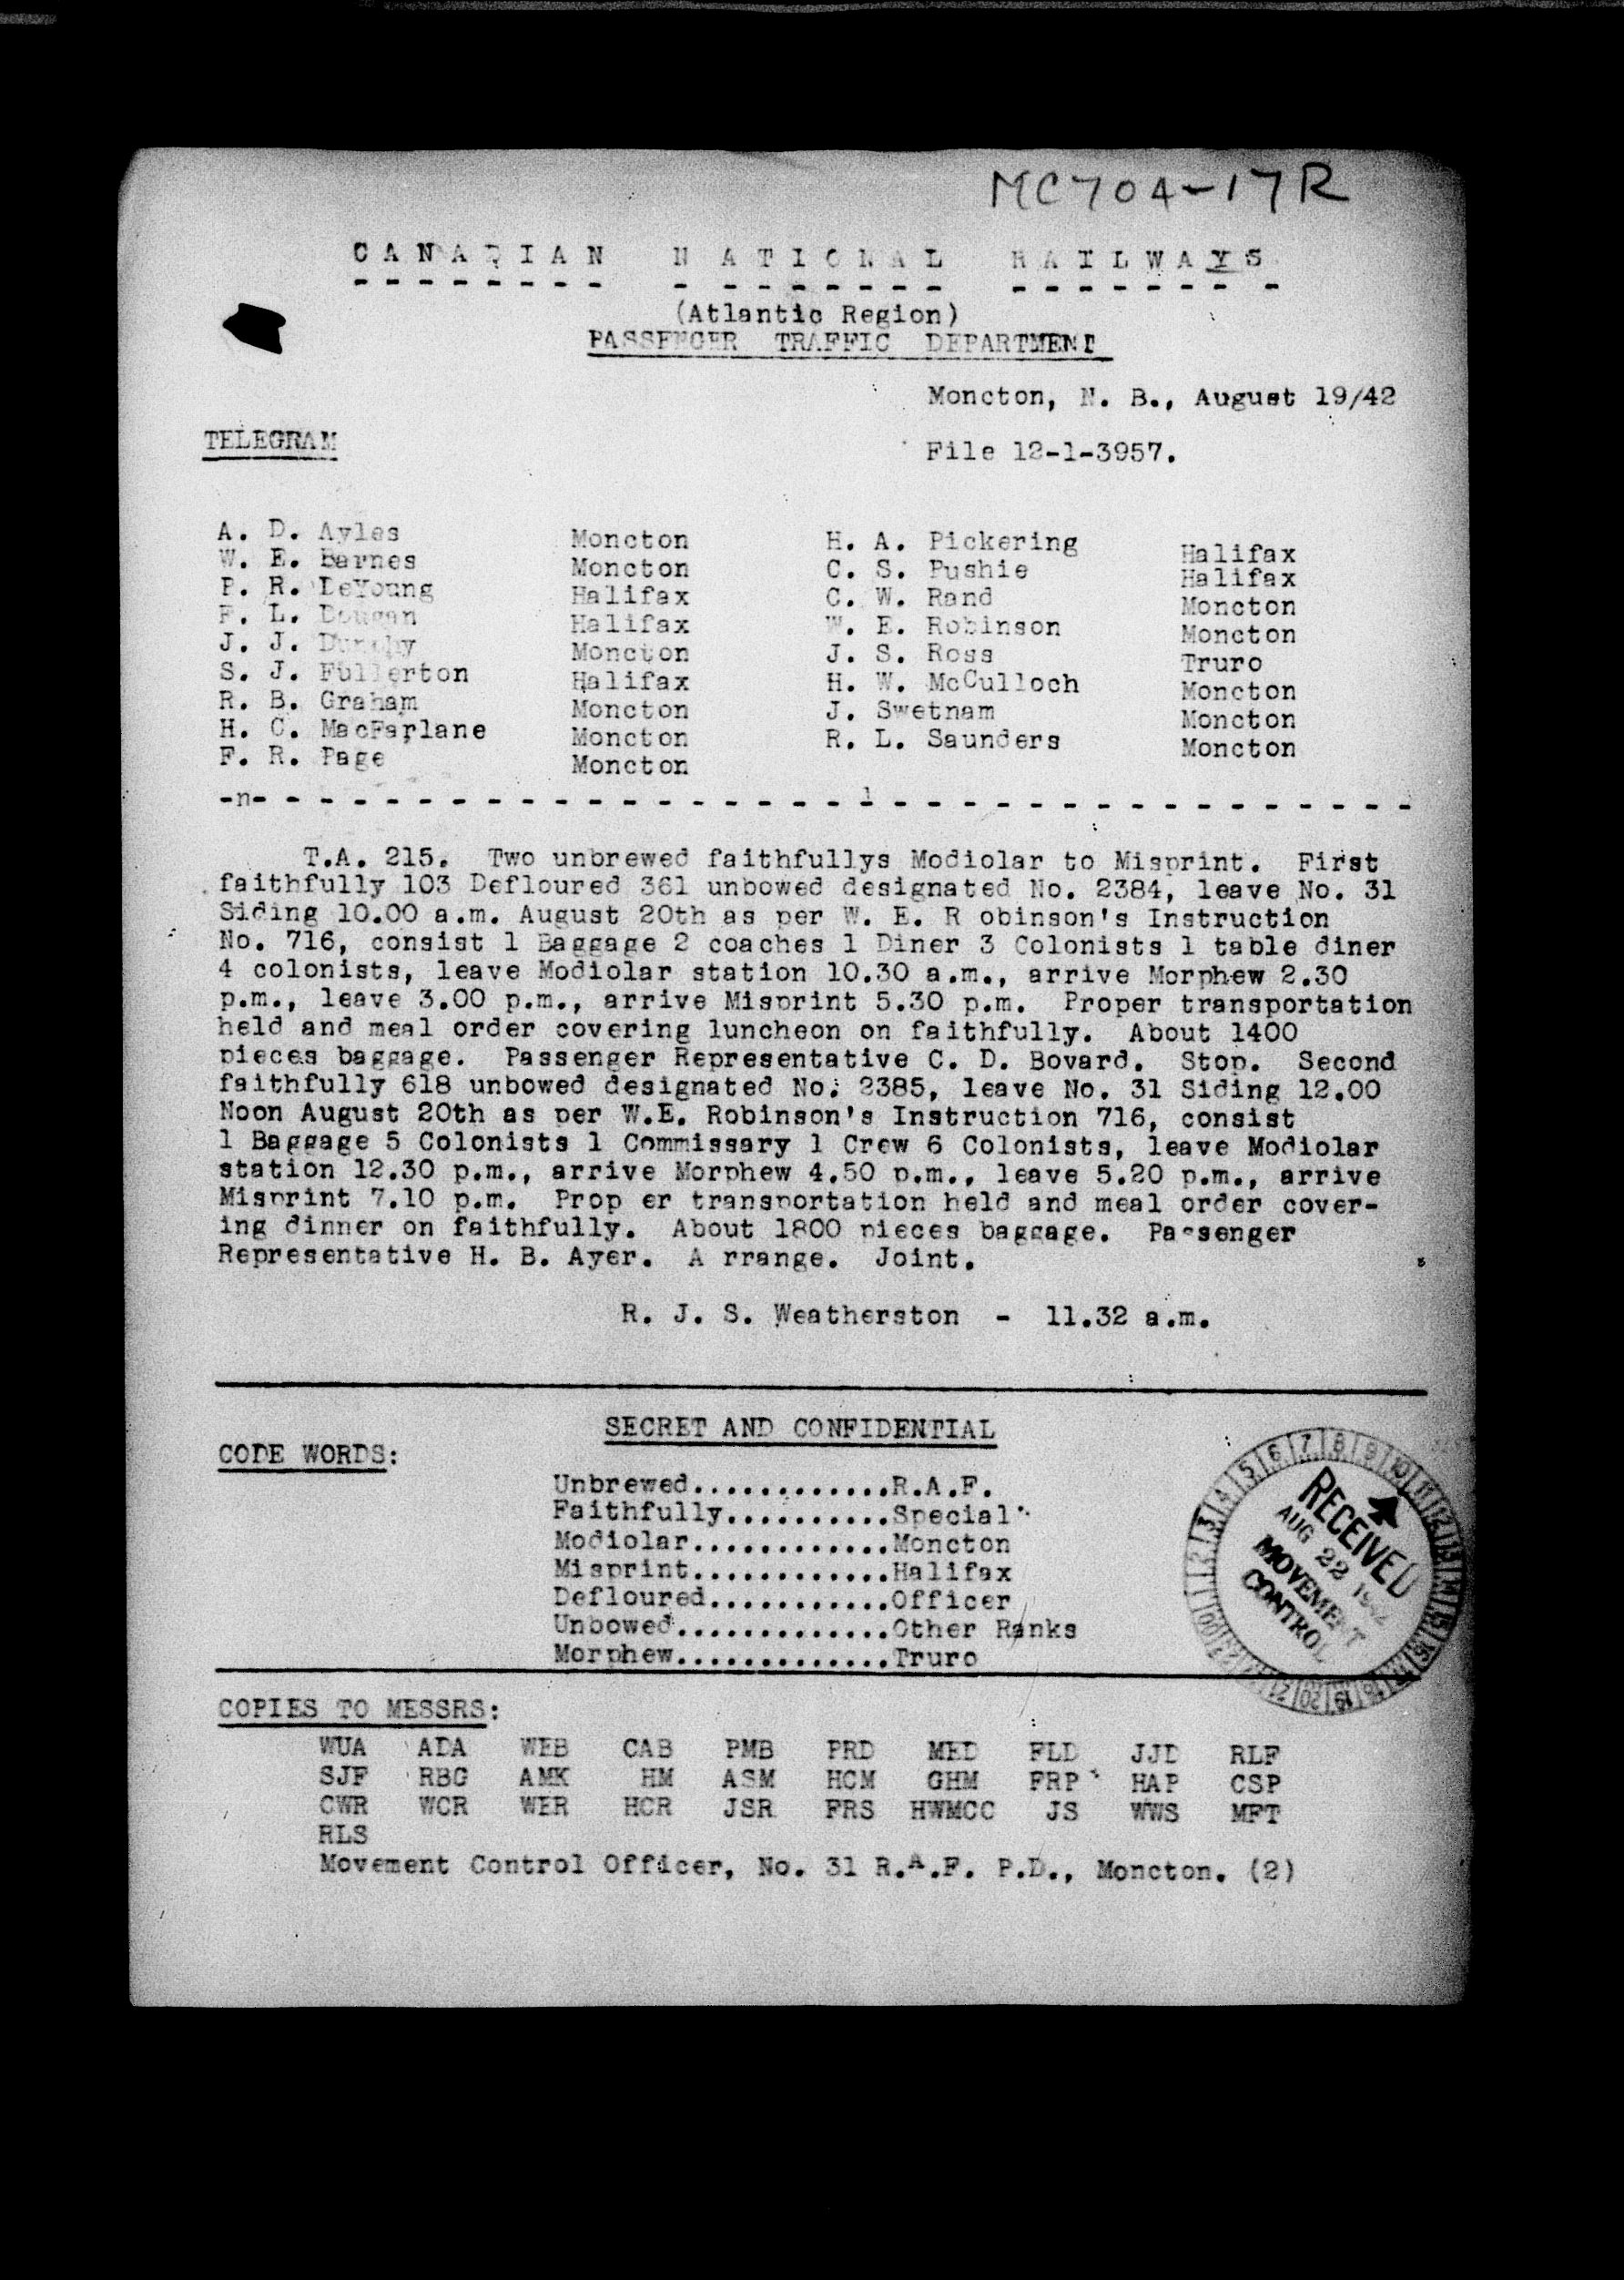 MC704-17R
CANADIAN NATIONAL RAILWAYS
(Atlantic Region)
PASSENGER TRAFFIC DEPARTMENT
Moncton, N. B., August 19/42
TELEGRAM
File 12-1-3957.
A. D. Ayles Moncton H. A. Pickering Halifax
W. E. Barnes Moncton C. S. Pushie Halifax
P. R. DeYoung Halifax C. W. Rand Moncton
F. L. Dougan Halifax W. E. Robinson Moncton
J. J. Moncton J. S. Ross Truro
S. J. Fullerton Halifax H. W. McCulloch Moncton
R. B. Graham Moncton J. Swetnam Moncton
H. C. MacFarlane Moncton R. L. Saunders Moncton
F. R. Page Moncton
-n- - - - - - - - - - - - - - - - - - - - - - - - - - - - - - - - - - -
T.A. 215. Two unbrewed faithfullys Modiolar to Misprint. First
faithfully 103 Defloured 361 unbowed designated No. 2384, leave No. 31
Siding 10.00 a.m. August 20th as per W. E. R obinson's Instruction
No. 716, consist 1 Baggage 2 coaches 1 Diner 3 Colonists 1 table diner
4 colonists, leave Modiolar station 10.30 a.m., arrive Morphew 2.30
p.m., leave 3.00 p.m., arrive Misprint 5.30 p.m. Proper transportation
held and meal order covering luncheon on faithfully. About 1400
pieces baggage. Passenger Representative C. D. Bovard. Stop. Second
faithfully 618 unbowed designated No. 2385, leave No. 31 Siding 12.00
Noon August 20th as per W.E. Robinson's Instruction 716, consist
1 Baggage 5 Colonists 1 Commissary 1 Crew 6 Colonists, leave Modiolar
station 12.30 p.m., arrive Morphew 4.50 p.m., leave 5.20 p.m., arrive
Misprint 7.10 p.m. Prop er transportation held and meal order cover-
ing dinner on faithfully. About 1800 pieces baggage. Passenger
Representative H. B. Ayer. A rrange. Joint.
R. J. S. Weatherston - 11.32 a.m.
SECRET AND CONFIDENTIAL
CODE WORDS:
Unbrewed............R.A.F.
Faithfully..........Special
Modiolar............Moncton
Misprint............Halifax
Defloured...........Officer
Unbowed.............Other Ranks
Morphew.............Truro
RECEIVED
AUG 22 1942
MOVEMENT
CONTROL
COPIES TO MESSRS:
WUA ADA WEB CAB PMB PRD MED FLD JJD RLF
SJF RBG AMK HM ASM HCM GHM FRP HAP CSP
CWR WCR WER HCR JSR FRS HWMCC JS WWS MFT
RLS
Movement Control Officer, No. 31 R.A.F. P.D., Moncton. (2)